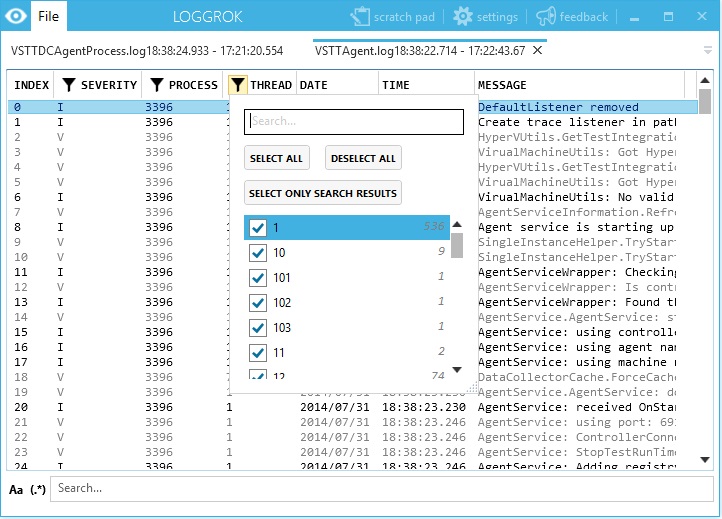 File LOGGROK scratch pad settings feedback
VSTTDCAgentProcess.log18:38:24.933 - 17:21:20.554 VSTTAgent.log18:38:22.714 - 17:22:43.67
INDEX SEVERITY PROCESS THREAD DATE TIME MESSAGE
0 I 3396 1 DefaultListener removed
1 I 3396 1 Create trace listener in pat
2 V 3396 HyperVUtils.GetTestIntegratio
3 V 3396 VirualMachineUtils: Got Hyper
4 V 3396 HyperVUtils.GetTestIntegratio
5 V 3396 VirualMachineUtils: Got Hyper
6 I 3396 VirualMachineUtils: No valid
7 V 3396 AgentServiceInformation.Refre
8 I 3396 Agent service is starting up
9 V 3396 SingleInstanceHelper.TryStart
10 V 3396 SingleInstanceHelper.TryStart
11 I 3396 AgentServiceWrapper: Checking
12 V 3396 AgentServiceWrapper: Is contr
13 I 3396 AgentServiceWrapper: Found th
14 V 3396 AgentService.AgentService: st
15 I 3396 AgentService: using controlle
16 I 3396 AgentService: using agent nam
17 I 3396 AgentService: using machine
18 V 3396 DataCollectorCache.ForceCache
19 V 3396 1 2014/07/31 18:38:23.230 AgentService.AgentService: do
20 I 3396 1 2014/07/31 18:38:23.230 AgentService: received OnStar
21 V 3396 1 2014/07/31 18:38:23.246 AgentService: using port: 691
22 V 3396 1 2014/07/31 18:38:23.246 AgentService: ControllerConne
23 V 3396 1 2014/07/31 18:38:23.246 AgentService: StopTestRunTime
24 I 3396 1 2014/07/31 18:38:23.246 AgentService: Adding registry
Search...
SELECT ALL DESELECT ALL
SELECT ONLY SEARCH RESULTS
1 536
10 9
101 1
102 1
103 1
11 2
12 74
Aa (.*) Search...